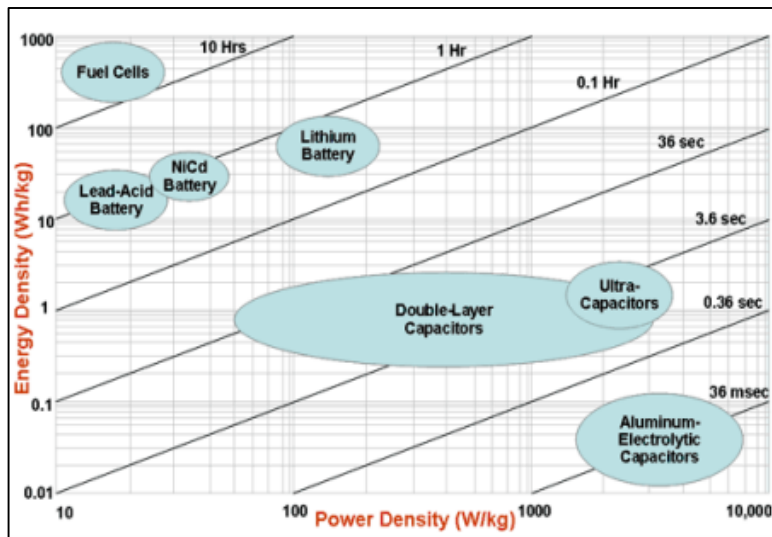 1000
10 Hrs
1 Hr
Fuel Cells
0.1 Hr
100
Lithium
Battery
36 sec
NiCd
Battery
Lead-Acid
Battery
10
3.6 sec
Energy Density (Wh/kg)
1
Double-Layer
Capacitors
Ultra-
Capacitors
0.36 sec
0.1
36 msec
Aluminum-
Electrolytic
Capacitors
0.01
10
100
1000
10,000
Power Density (W/kg)